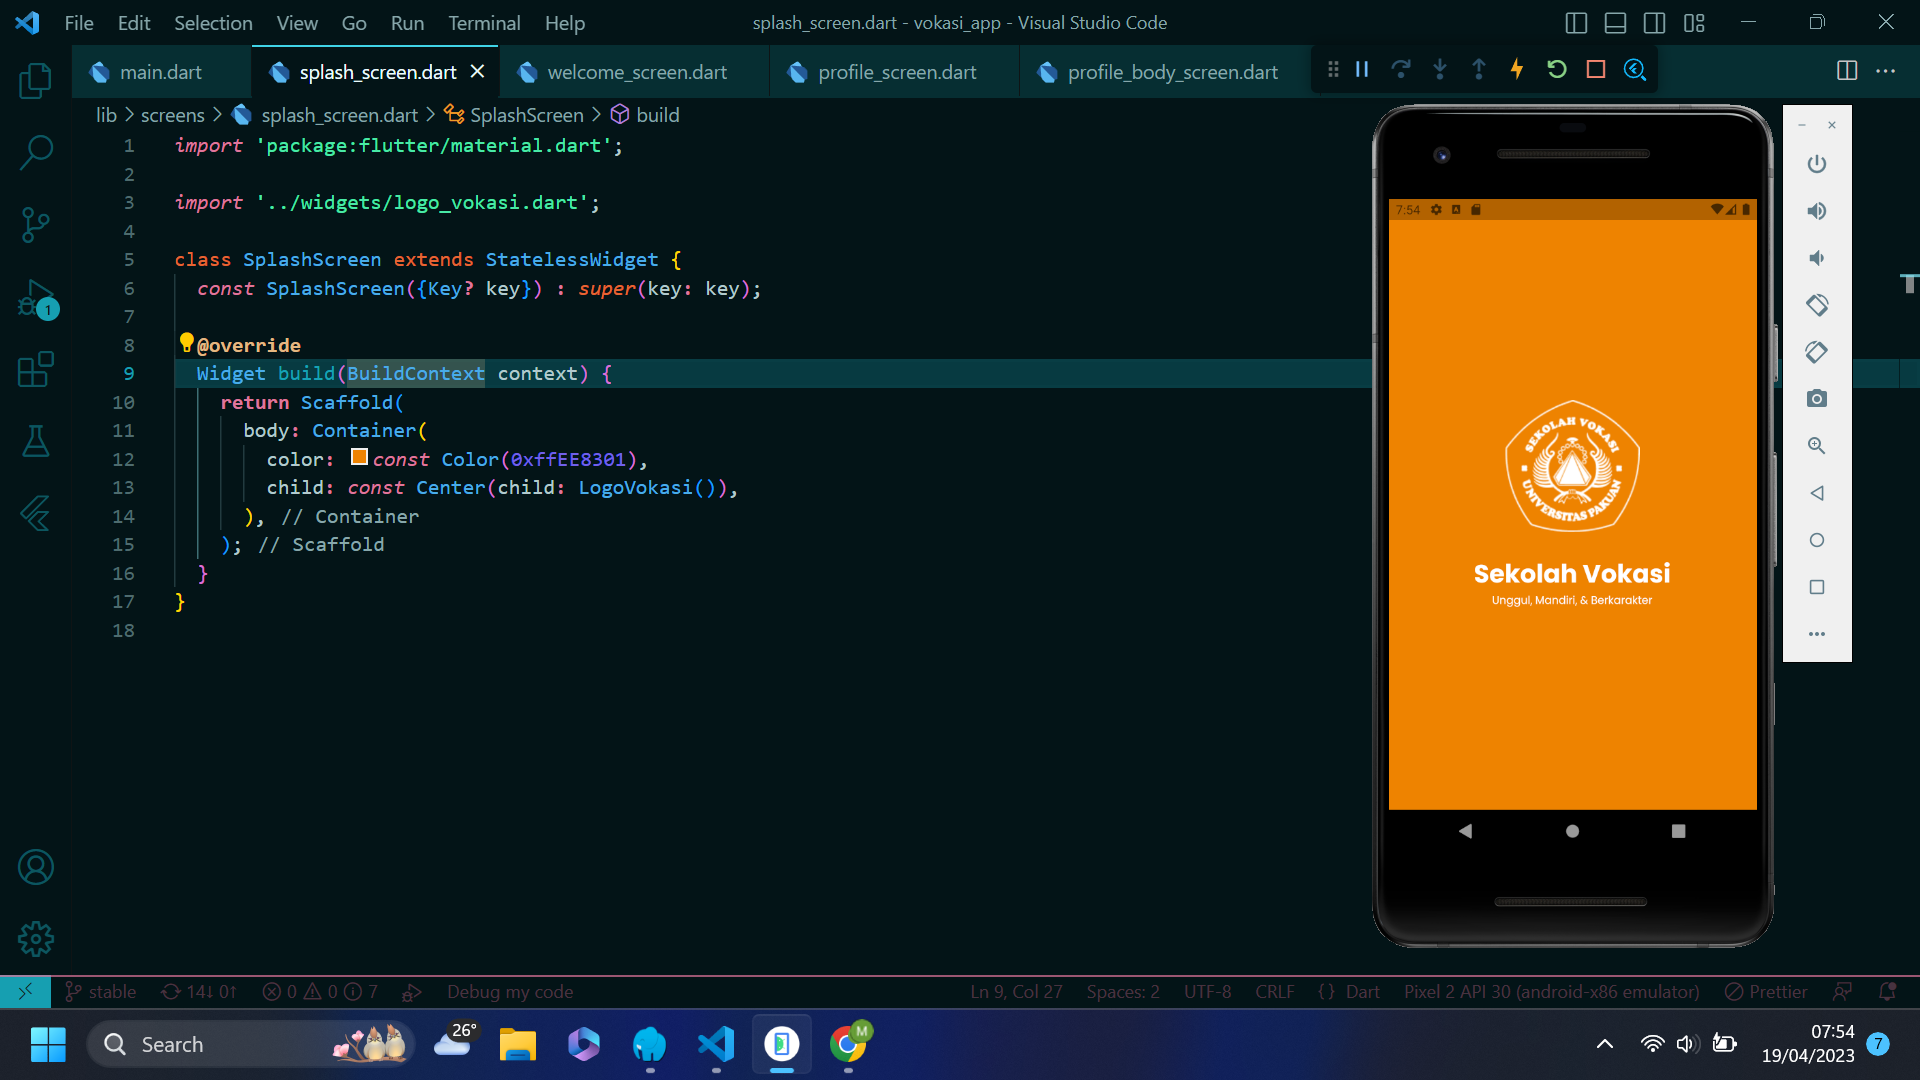 File Edit Selection View Go Run Terminal Help
splash_screen.dart - vokasi_app - Visual Studio Code
main.dart
splash_screen.dart
welcome_screen.dart
profile_screen.dart
profile_body_screen.dart
lib > screens > splash_screen.dart > SplashScreen > build
1 import 'package:flutter/material.dart';
2
3 import '../widgets/logo_vokasi.dart';
4
5 class SplashScreen extends StatelessWidget {
6 const SplashScreen({Key? key}) : super(key: key);
7
8 @override
9 Widget build(BuildContext context) {
10 return Scaffold(
11 body: Container(
12 color: const Color(0xffEE8301),
13 child: const Center(child: LogoVokasi()),
14 ), // Container
15 ); // Scaffold
16 }
17 }
18
1
7:54
SEKOLAH VOKASI
UNIVERSITAS PAKUAN
Sekolah Vokasi
Unggul, Mandiri, & Berkarakter
stable 14↓ 0↑ 0 0 7 Debug my code
Ln 9, Col 27 Spaces: 2 UTF-8 CRLF {} Dart Pixel 2 API 30 (android-x86 emulator) Prettier
Search
26°
M
07:54
19/04/2023
7